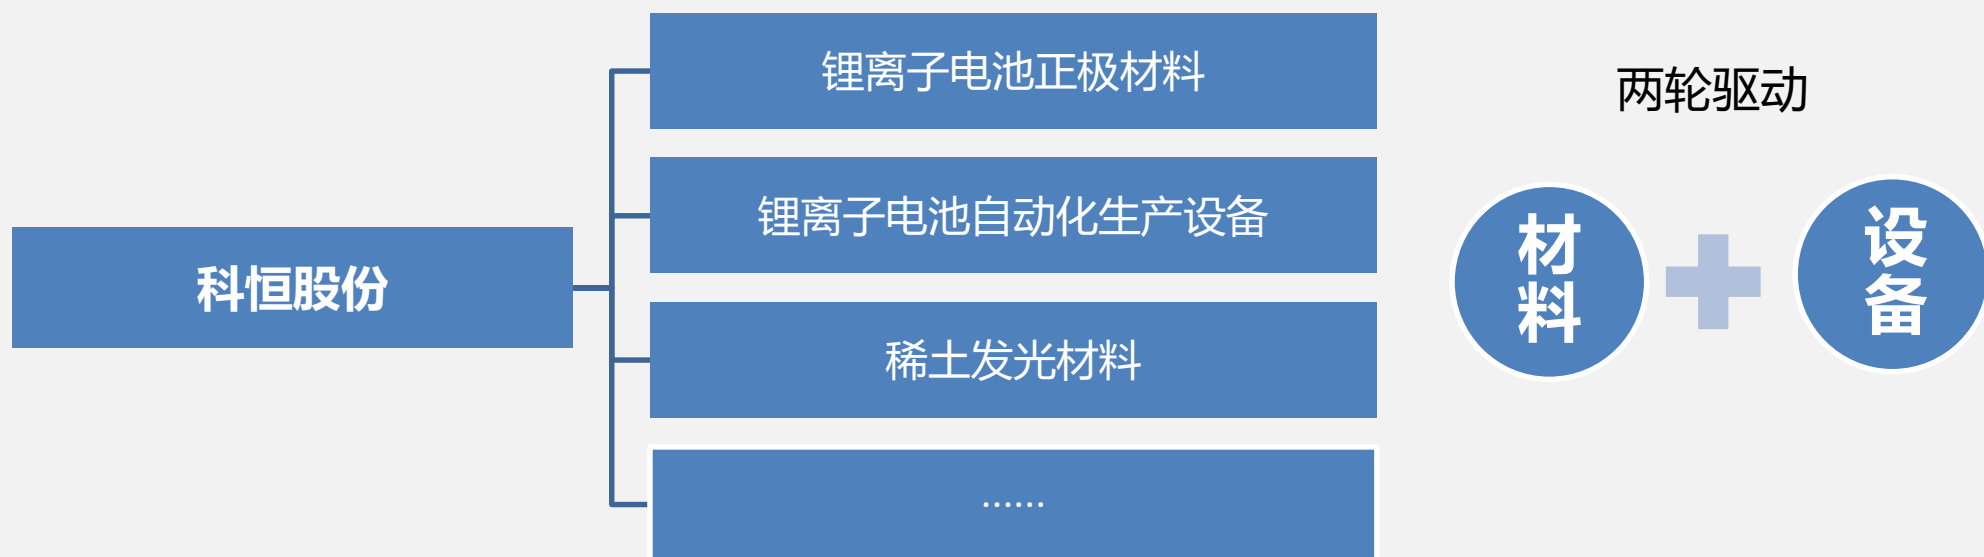 科恒股份
锂离子电池正极材料
锂离子电池自动化生产设备
稀土发光材料
……
两轮驱动
材料
设备